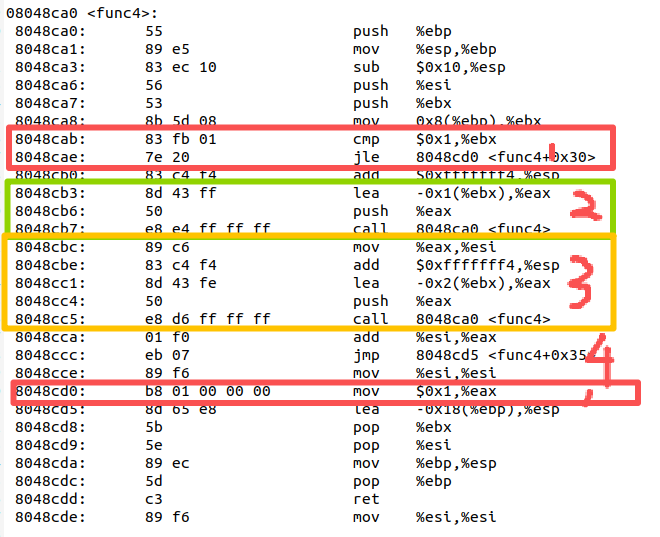 08048ca0 <func4>:
8048ca0: 55 push %ebp
8048ca1: 89 e5 mov %esp,%ebp
8048ca3: 83 ec 10 sub $0x10,%esp
8048ca6: 56 push %esi
8048ca7: 53 push %ebx
8048ca8: 8b 5d 08 mov 0x8(%ebp),%ebx
8048cab: 83 fb 01 cmp $0x1,%ebx
8048cae: 7e 20 jle 8048cd0 <func4+0x30> 1
8048cb0: 83 c4 f4 add $0xfffffff4,%esp
8048cb3: 8d 43 ff lea -0x1(%ebx),%eax
8048cb6: 50 push %eax 2
8048cb7: e8 e4 ff ff ff call 8048ca0 <func4>
8048cbc: 89 c6 mov %eax,%esi
8048cbe: 83 c4 f4 add $0xfffffff4,%esp
8048cc1: 8d 43 fe lea -0x2(%ebx),%eax 3
8048cc4: 50 push %eax
8048cc5: e8 d6 ff ff ff call 8048ca0 <func4>
8048cca: 01 f0 add %esi,%eax
8048ccc: eb 07 jmp 8048cd5 <func4+0x35> 4
8048cce: 89 f6 mov %esi,%esi
8048cd0: b8 01 00 00 00 mov $0x1,%eax
8048cd5: 8d 65 e8 lea -0x18(%ebp),%esp
8048cd8: 5b pop %ebx
8048cd9: 5e pop %esi
8048cda: 89 ec mov %ebp,%esp
8048cdc: 5d pop %ebp
8048cdd: c3 ret
8048cde: 89 f6 mov %esi,%esi